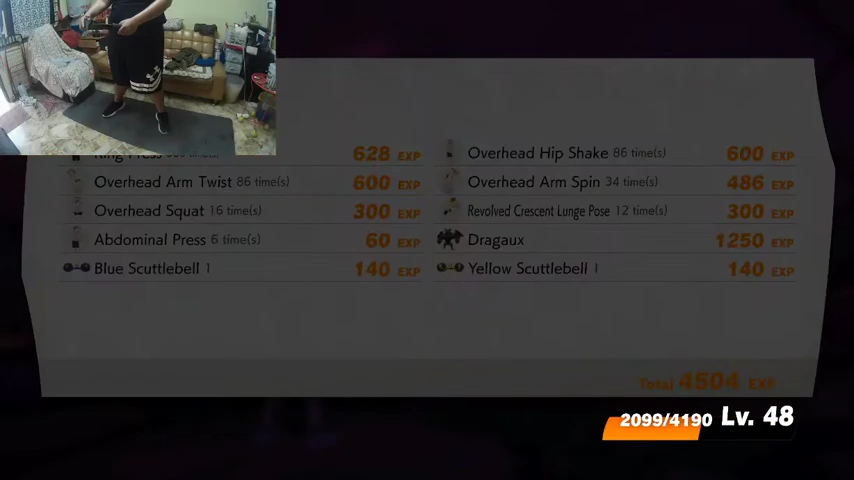 Ring Press 628 EXP
Overhead Hip Shake 86 time(s) 600 EXP
Overhead Arm Twist 86 time(s) 600 EXP
Overhead Arm Spin 34 time(s) 486 EXP
Overhead Squat 16 time(s) 300 EXP
Revolved Crescent Lunge Pose 12 time(s) 300 EXP
Abdominal Press 6 time(s) 60 EXP
Dragaux 1250 EXP
Blue Scuttlebell 1 140 EXP
Yellow Scuttlebell 1 140 EXP
Total 4504 EXP
2099/4190 Lv. 48